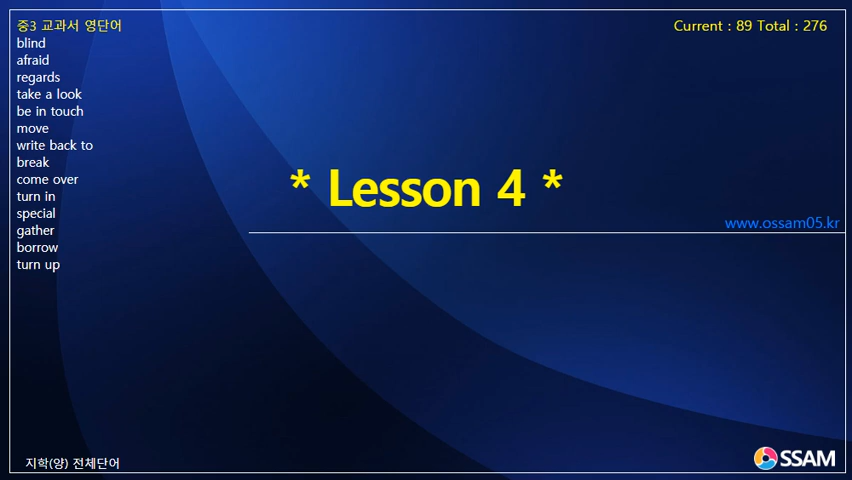 중3 교과서 영단어
Current : 89 Total : 276
blind
afraid
regards
take a look
be in touch
move
write back to
break
come over
turn in
special
gather
borrow
turn up
* Lesson 4 *
www.ossam05.kr
지학(양) 전체단어
OSSAM